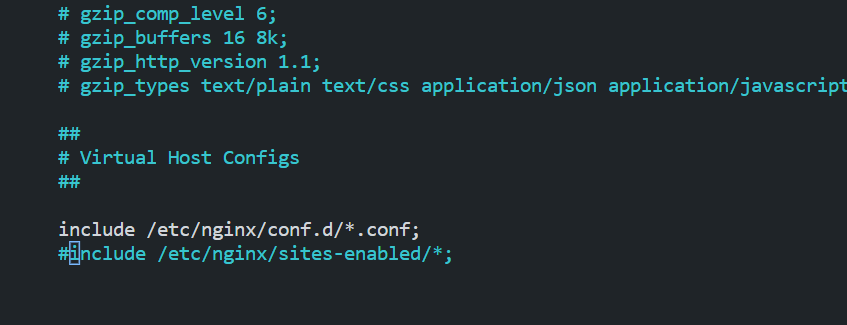 # gzip_comp_level 6;
# gzip_buffers 16 8k;
# gzip_http_version 1.1;
# gzip_types text/plain text/css application/json application/javascript
##
# Virtual Host Configs
##
include /etc/nginx/conf.d/*.conf;
#include /etc/nginx/sites-enabled/*;